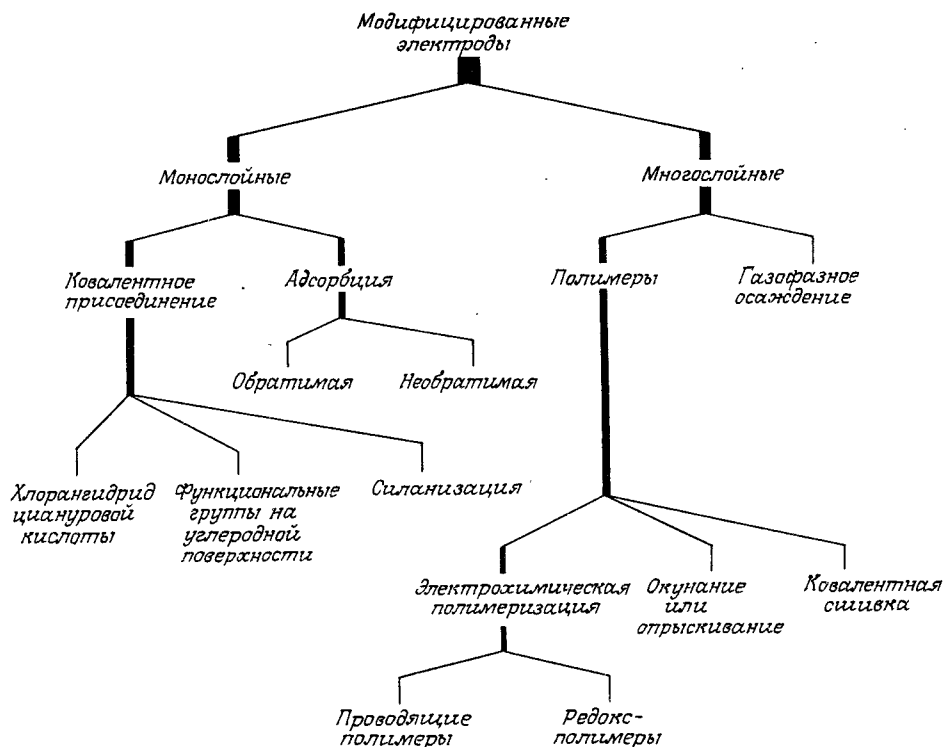 Модифицированные
электроды
Монослойные
Многослойные
Ковалентное
присоединение
Адсорбция
Полимеры
Газофазное
осаждение
Обратимая
Необратимая
Хлорангидрид
циануровой
кислоты
Функциональные
группы на
углеродной
поверхности
Силанизация
Электрохимическая
полимеризация
Окунание
или
опрыскивание
Ковалентная
сшивка
Проводящие
полимеры
Редокс-
полимеры